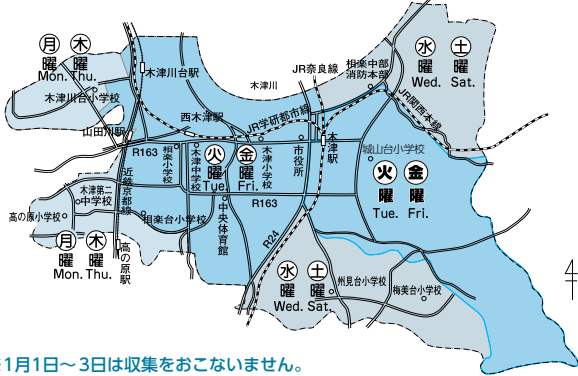 月曜 木曜
Mon. Thu.
木津川台小学校
木津川台駅
山田川駅
西木津駅
木津川
JR奈良線
相楽中部
消防本部
水曜 土曜
Wed. Sat.
JR関西本線
JR学研都市線
R163
相楽小学校
木津中学校
火曜 金曜
Tue. Fri.
木津小学校
市役所
木津駅
城山台小学校
火曜 金曜
Tue. Fri.
木津第二
中学校
高の原小学校
近鉄京都線
相楽台小学校
中央体育館
R163
月曜 木曜
Mon. Thu.
高の原駅
R24
水曜 土曜
Wed. Sat.
州見台小学校
梅美台小学校
1月1日～3日は収集をおこないません。